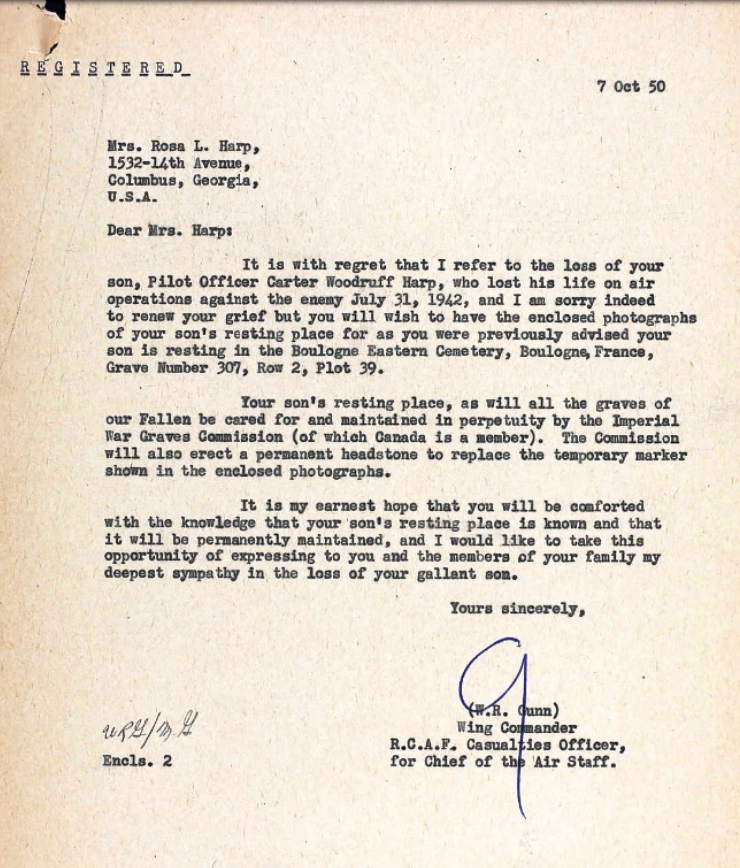 REGISTERED
7 Oct 50
Mrs. Rosa L. Harp,
1532-14th Avenue,
Columbus, Georgia,
U.S.A.
Dear Mrs. Harp:
It is with regret that I refer to the loss of your
son, Pilot Officer Carter Woodruff Harp, who lost his life on air
operations against the enemy July 31, 1942, and I am sorry indeed
to renew your grief but you will wish to have the enclosed photographs
of your son's resting place for as you were previously advised your
son is resting in the Boulogne Eastern Cemetery, Boulogne, France,
Grave Number 307, Row 2, Plot 39.
Your son's resting place, as will all the graves of
our Fallen be cared for and maintained in perpetuity by the Imperial
War Graves Commission (of which Canada is a member). The Commission
will also erect a permanent headstone to replace the temporary marker
shown in the enclosed photographs.
It is my earnest hope that you will be comforted
with the knowledge that your son's resting place is known and that
it will be permanently maintained, and I would like to take this
opportunity of expressing to you and the members of your family my
deepest sympathy in the loss of your gallant son.
Yours sincerely,
(W.R. Gunn)
Wing Commander
R.C.A.F. Casualties Officer,
for Chief of the Air Staff.
WRG/M.G
Encls. 2